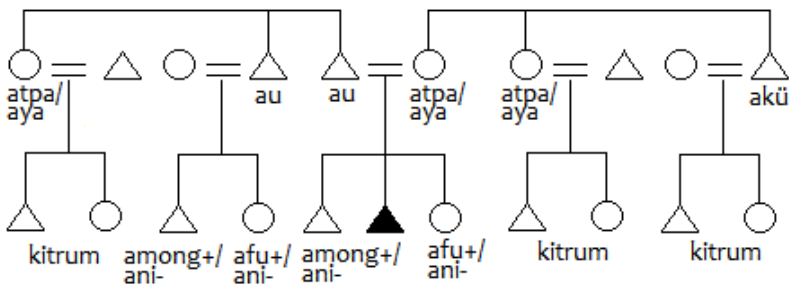 atpa/
aya
au
au
atpa/
aya
atpa/
aya
akü
kitrum
among+/
ani-
afu+/
ani-
among+/
ani-
afu+/
ani-
kitrum
kitrum